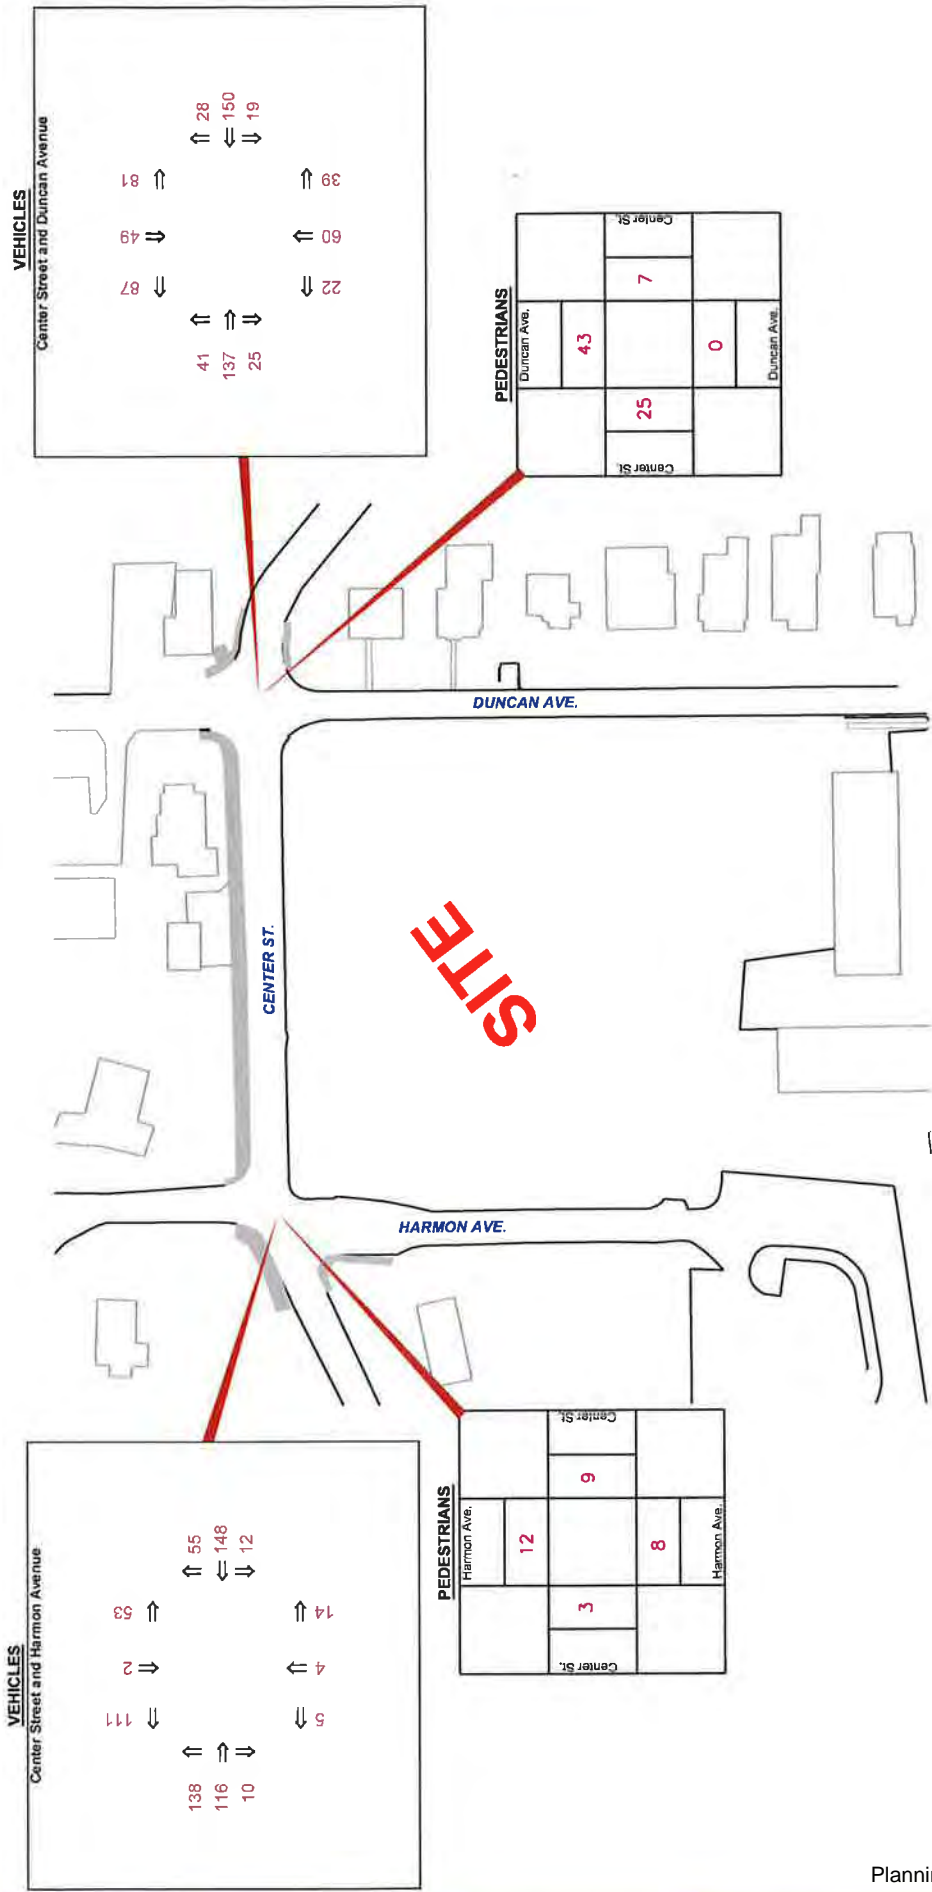 VEHICLES
Center Street and Duncan Avenue
81
49
87
28
150
19
41
137
25
39
60
22
PEDESTRIANS
Duncan Ave.
43
Center St.
25
7
Center St.
0
Duncan Ave.
DUNCAN AVE.
CENTER ST.
SITE
HARMON AVE.
VEHICLES
Center Street and Harmon Avenue
53
2
111
55
148
12
138
116
10
14
4
5
PEDESTRIANS
Harmon Ave.
12
Center St.
3
9
Center St.
8
Harmon Ave.